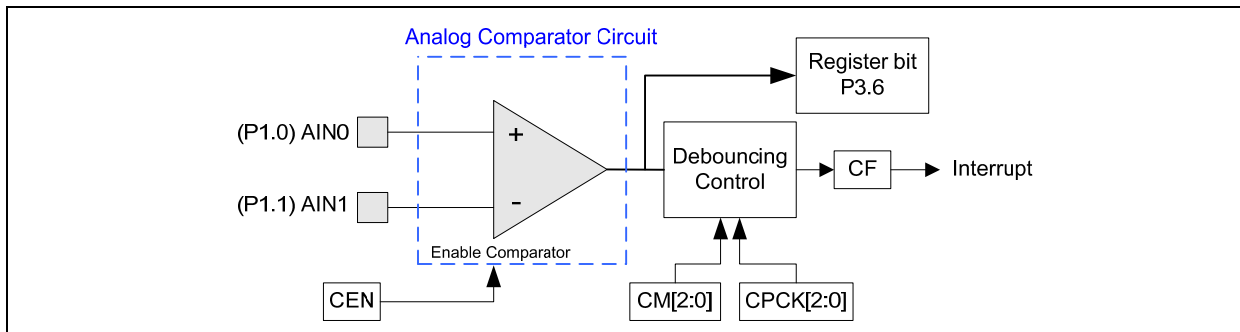 Analog Comparator Circuit
Register bit
P3.6
(P1.0) AIN0
+
Debouncing
Control
CF
Interrupt
(P1.1) AIN1
-
Enable Comparator
CEN
CM[2:0]
CPCK[2:0]